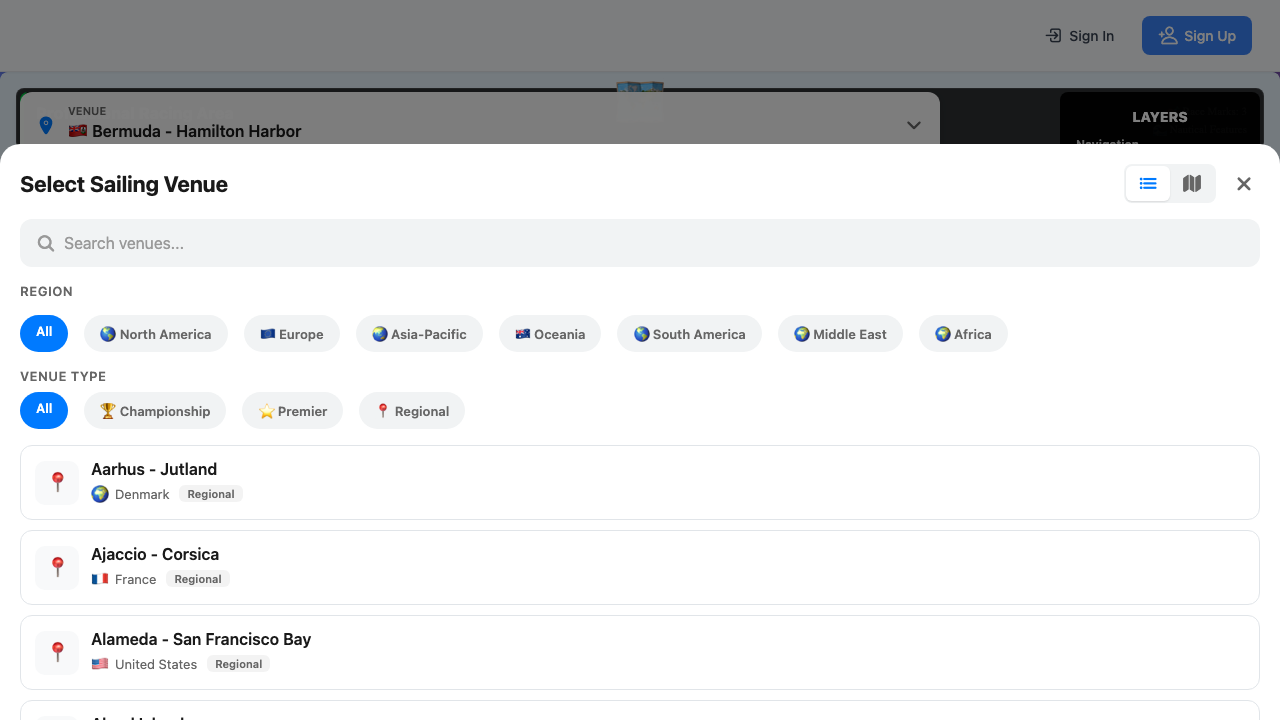 Sign In
Sign Up
VENUE
Bermuda - Hamilton Harbor
LAYERS
Navigation
Select Sailing Venue
Search venues...
REGION
All
North America
Europe
Asia-Pacific
Oceania
South America
Middle East
Africa
VENUE TYPE
All
Championship
Premier
Regional
Aarhus - Jutland
Denmark Regional
Ajaccio - Corsica
France Regional
Alameda - San Francisco Bay
United States Regional